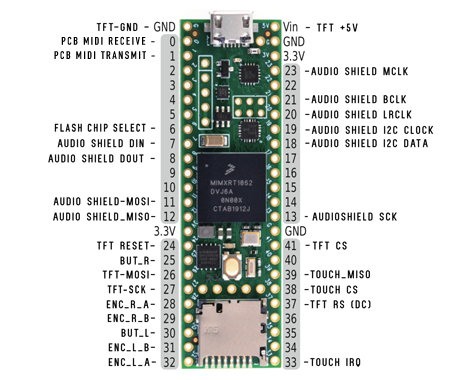 TFT-GND - GND
PCB MIDI RECEIVE - 0
PCB MIDI TRANSMIT - 1
2
3
4
5
FLASH CHIP SELECT - 6
AUDIO SHIELD DIN - 7
AUDIO SHIELD DOUT - 8
9
10
AUDIO SHIELD-MOSI- 11
AUDIO SHIELD_MISO- 12
3.3V
TFT RESET- 24
BUT_R- 25
TFT-MOSI- 26
TFT-SCK - 27
ENC_R_A - 28
ENC_R_B - 29
BUT_L - 30
ENC_L_B - 31
ENC_L_A - 32
MIMXRT1062
DVJ6A
0N00X
CTAB1912J
5V
Vin - TFT +5V
GND
3.3V
23 -AUDIO SHIELD MCLK
22
21 -AUDIO SHIELD BCLK
20 -AUDIO SHIELD LRCLK
19 -AUDIO SHIELD I2C CLOCK
18 -AUDIO SHIELD I2C DATA
17
16
15
14
13 -AUDIOSHIELD SCK
GND
41 -TFT CS
40
39 -TOUCH_MISO
38 -TOUCH CS
37 -TFT RS (DC)
36
35
34
33 -TOUCH IRQ